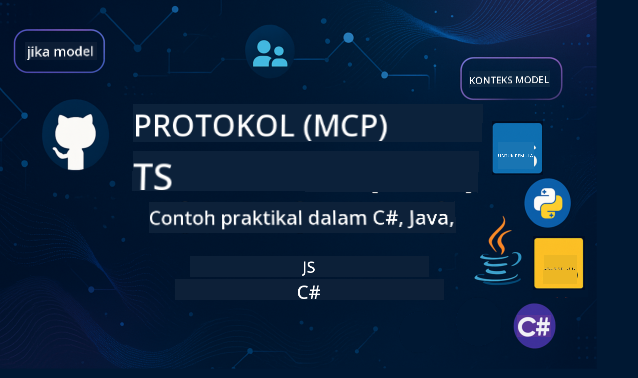 jika model
KONTEKS MODEL
PROTOKOL (MCP)
TS
Contoh praktikal dalam C#, Java,
JS
C#
C#